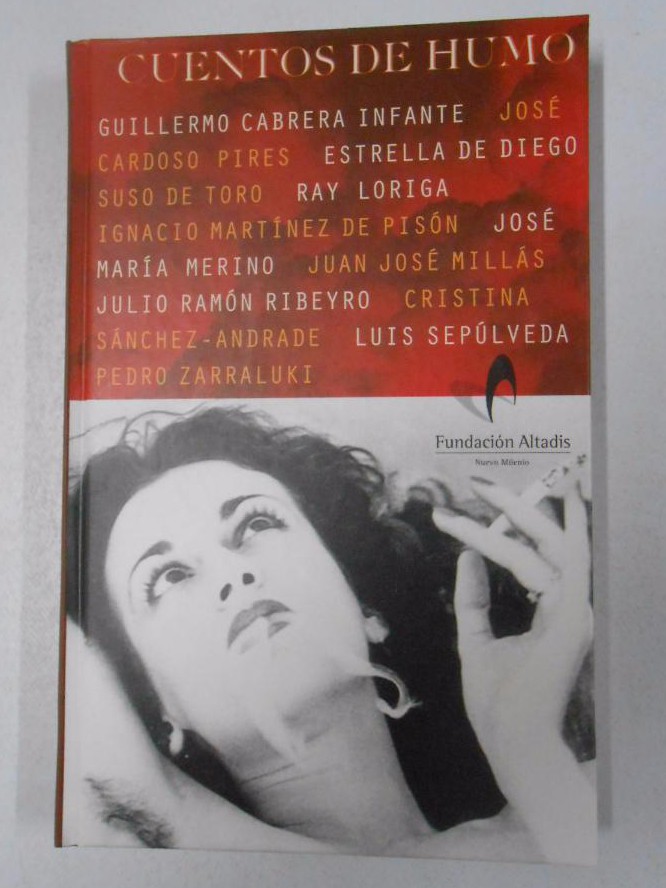 CUENTOS DE HUMO
GUILLERMO CABRERA INFANTE JOSÉ
CARDOSO PIRES ESTRELLA DE DIEGO
SUSO DE TORO RAY LORIGA
IGNACIO MARTÍNEZ DE PISÓN JOSÉ
MARÍA MERINO JUAN JOSÉ MILLÁS
JULIO RAMÓN RIBEYRO CRISTINA
SÁNCHEZ-ANDRADE LUIS SEPÚLVEDA
PEDRO ZARRALUKI
Fundación Altadis
Nuevo Milenio